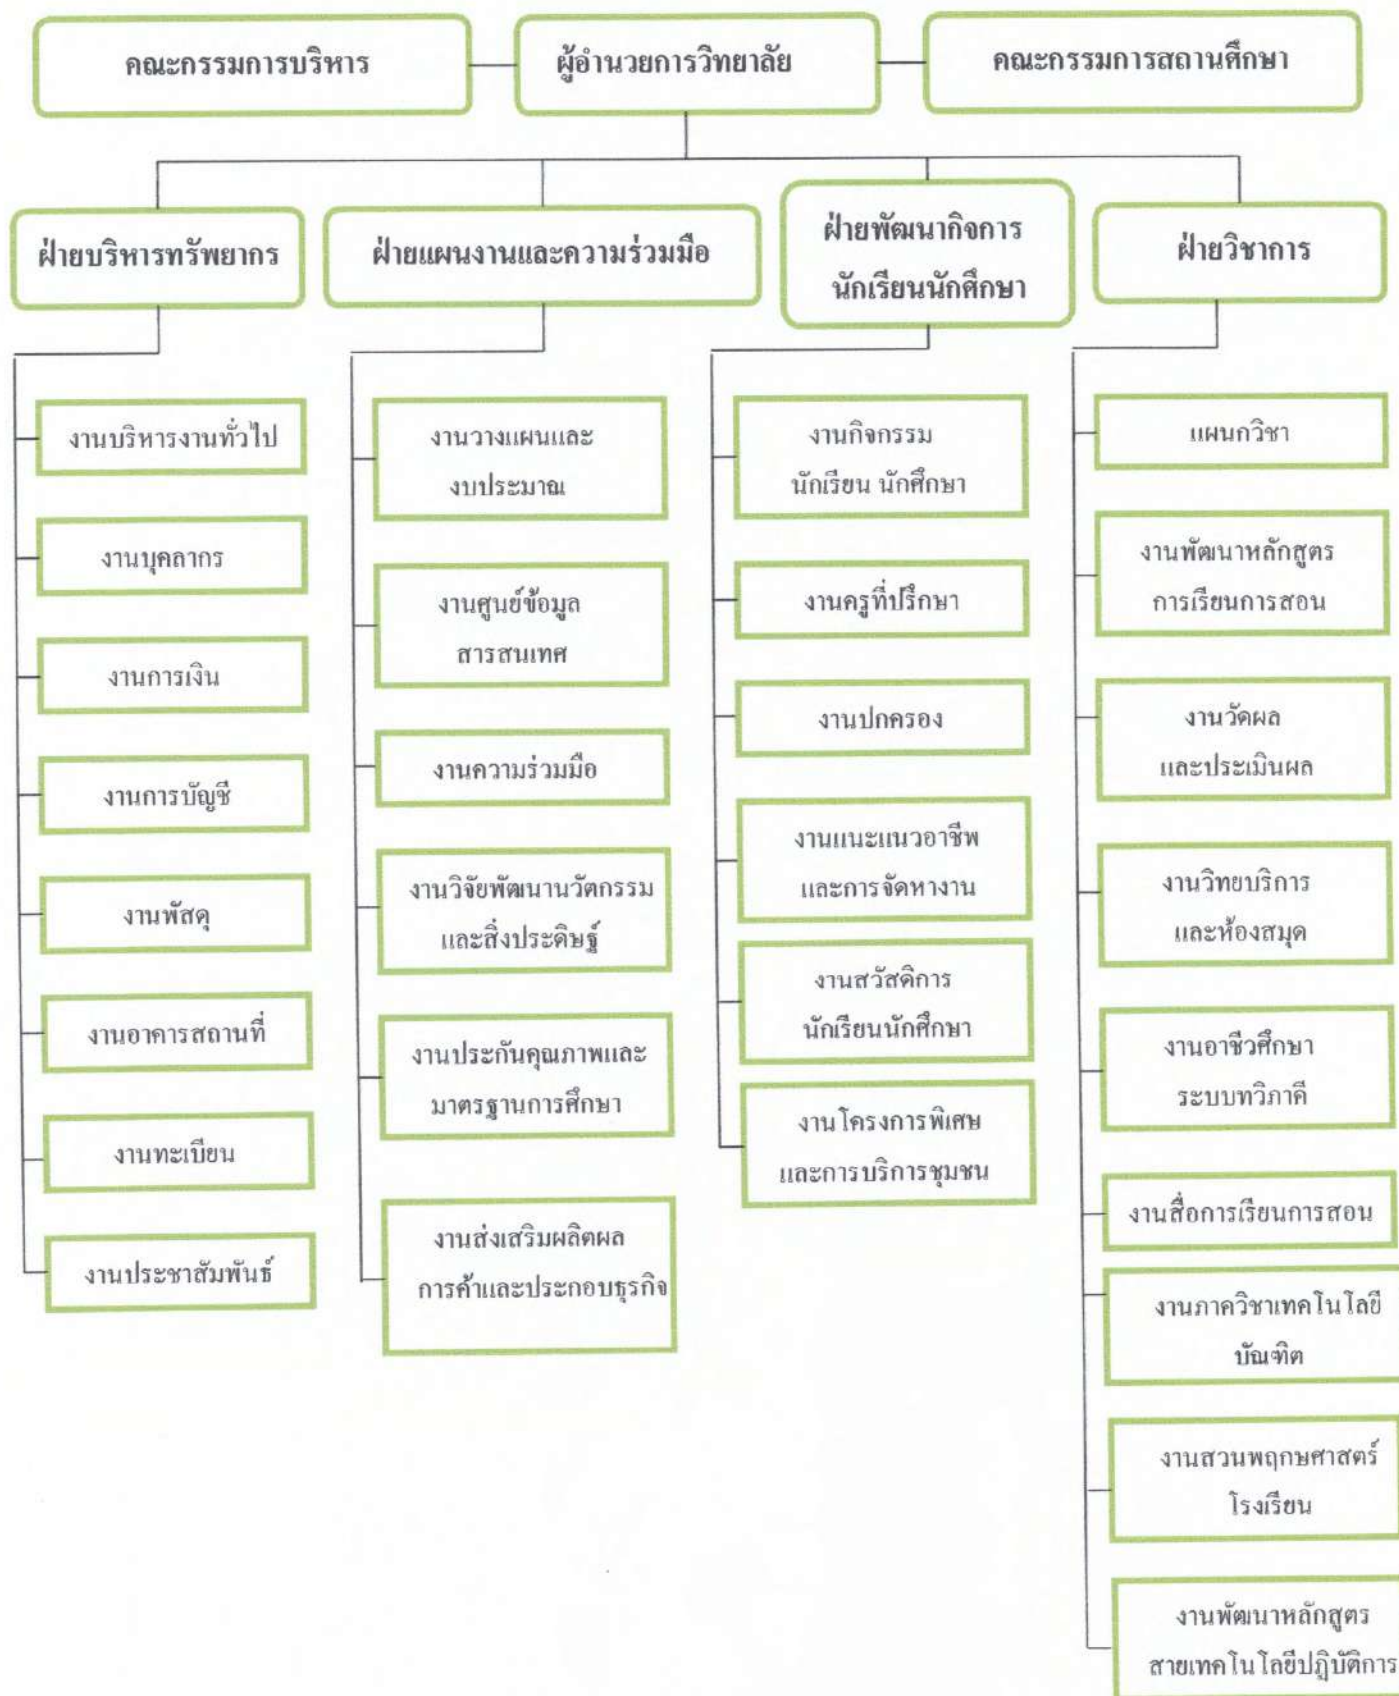 คณะกรรมการบริหาร
ผู้อำนวยการวิทยาลัย
คณะกรรมการสถานศึกษา
ฝ่ายบริหารทรัพยากร
ฝ่ายแผนงานและความร่วมมือ
ฝ่ายพัฒนากิจการ
นักเรียนนักศึกษา
ฝ่ายวิชาการ
งานบริหารงานทั่วไป
งานบุคลากร
งานการเงิน
งานการบัญชี
งานพัสดุ
งานอาคารสถานที่
งานทะเบียน
งานประชาสัมพันธ์
งานวางแผนและ
งบประมาณ
งานศูนย์ข้อมูล
สารสนเทศ
งานความร่วมมือ
งานวิจัยพัฒนานวัตกรรม
และสิ่งประดิษฐ์
งานประกันคุณภาพและ
มาตรฐานการศึกษา
งานส่งเสริมผลิตผล
การค้าและประกอบธุรกิจ
งานกิจกรรม
นักเรียน นักศึกษา
งานครูที่ปรึกษา
งานปกครอง
งานแนะแนวอาชีพ
และการจัดหางาน
งานสวัสดิการ
นักเรียนนักศึกษา
งานโครงการพิเศษ
และการบริการชุมชน
แผนกวิชา
งานพัฒนาหลักสูตร
การเรียนการสอน
งานวัดผล
และประเมินผล
งานวิทยบริการ
และห้องสมุด
งานอาชีวศึกษา
ระบบทวิภาคี
งานสื่อการเรียนการสอน
งานภาควิชาเทคโนโลยี
บัณฑิต
งานสวนพฤกษศาสตร์
โรงเรียน
งานพัฒนาหลักสูตร
สายเทคโนโลยีปฏิบัติการ